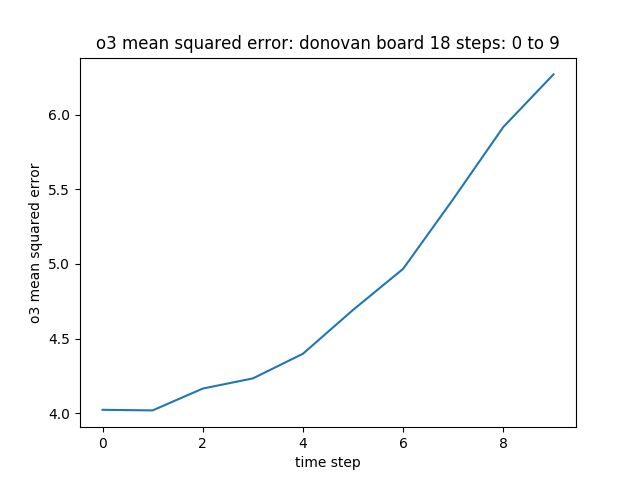 o3 mean squared error: donovan board 18 steps: 0 to 9
o3 mean squared error
6.0
5.5
5.0
4.5
4.0
0 2 4 6 8
time step